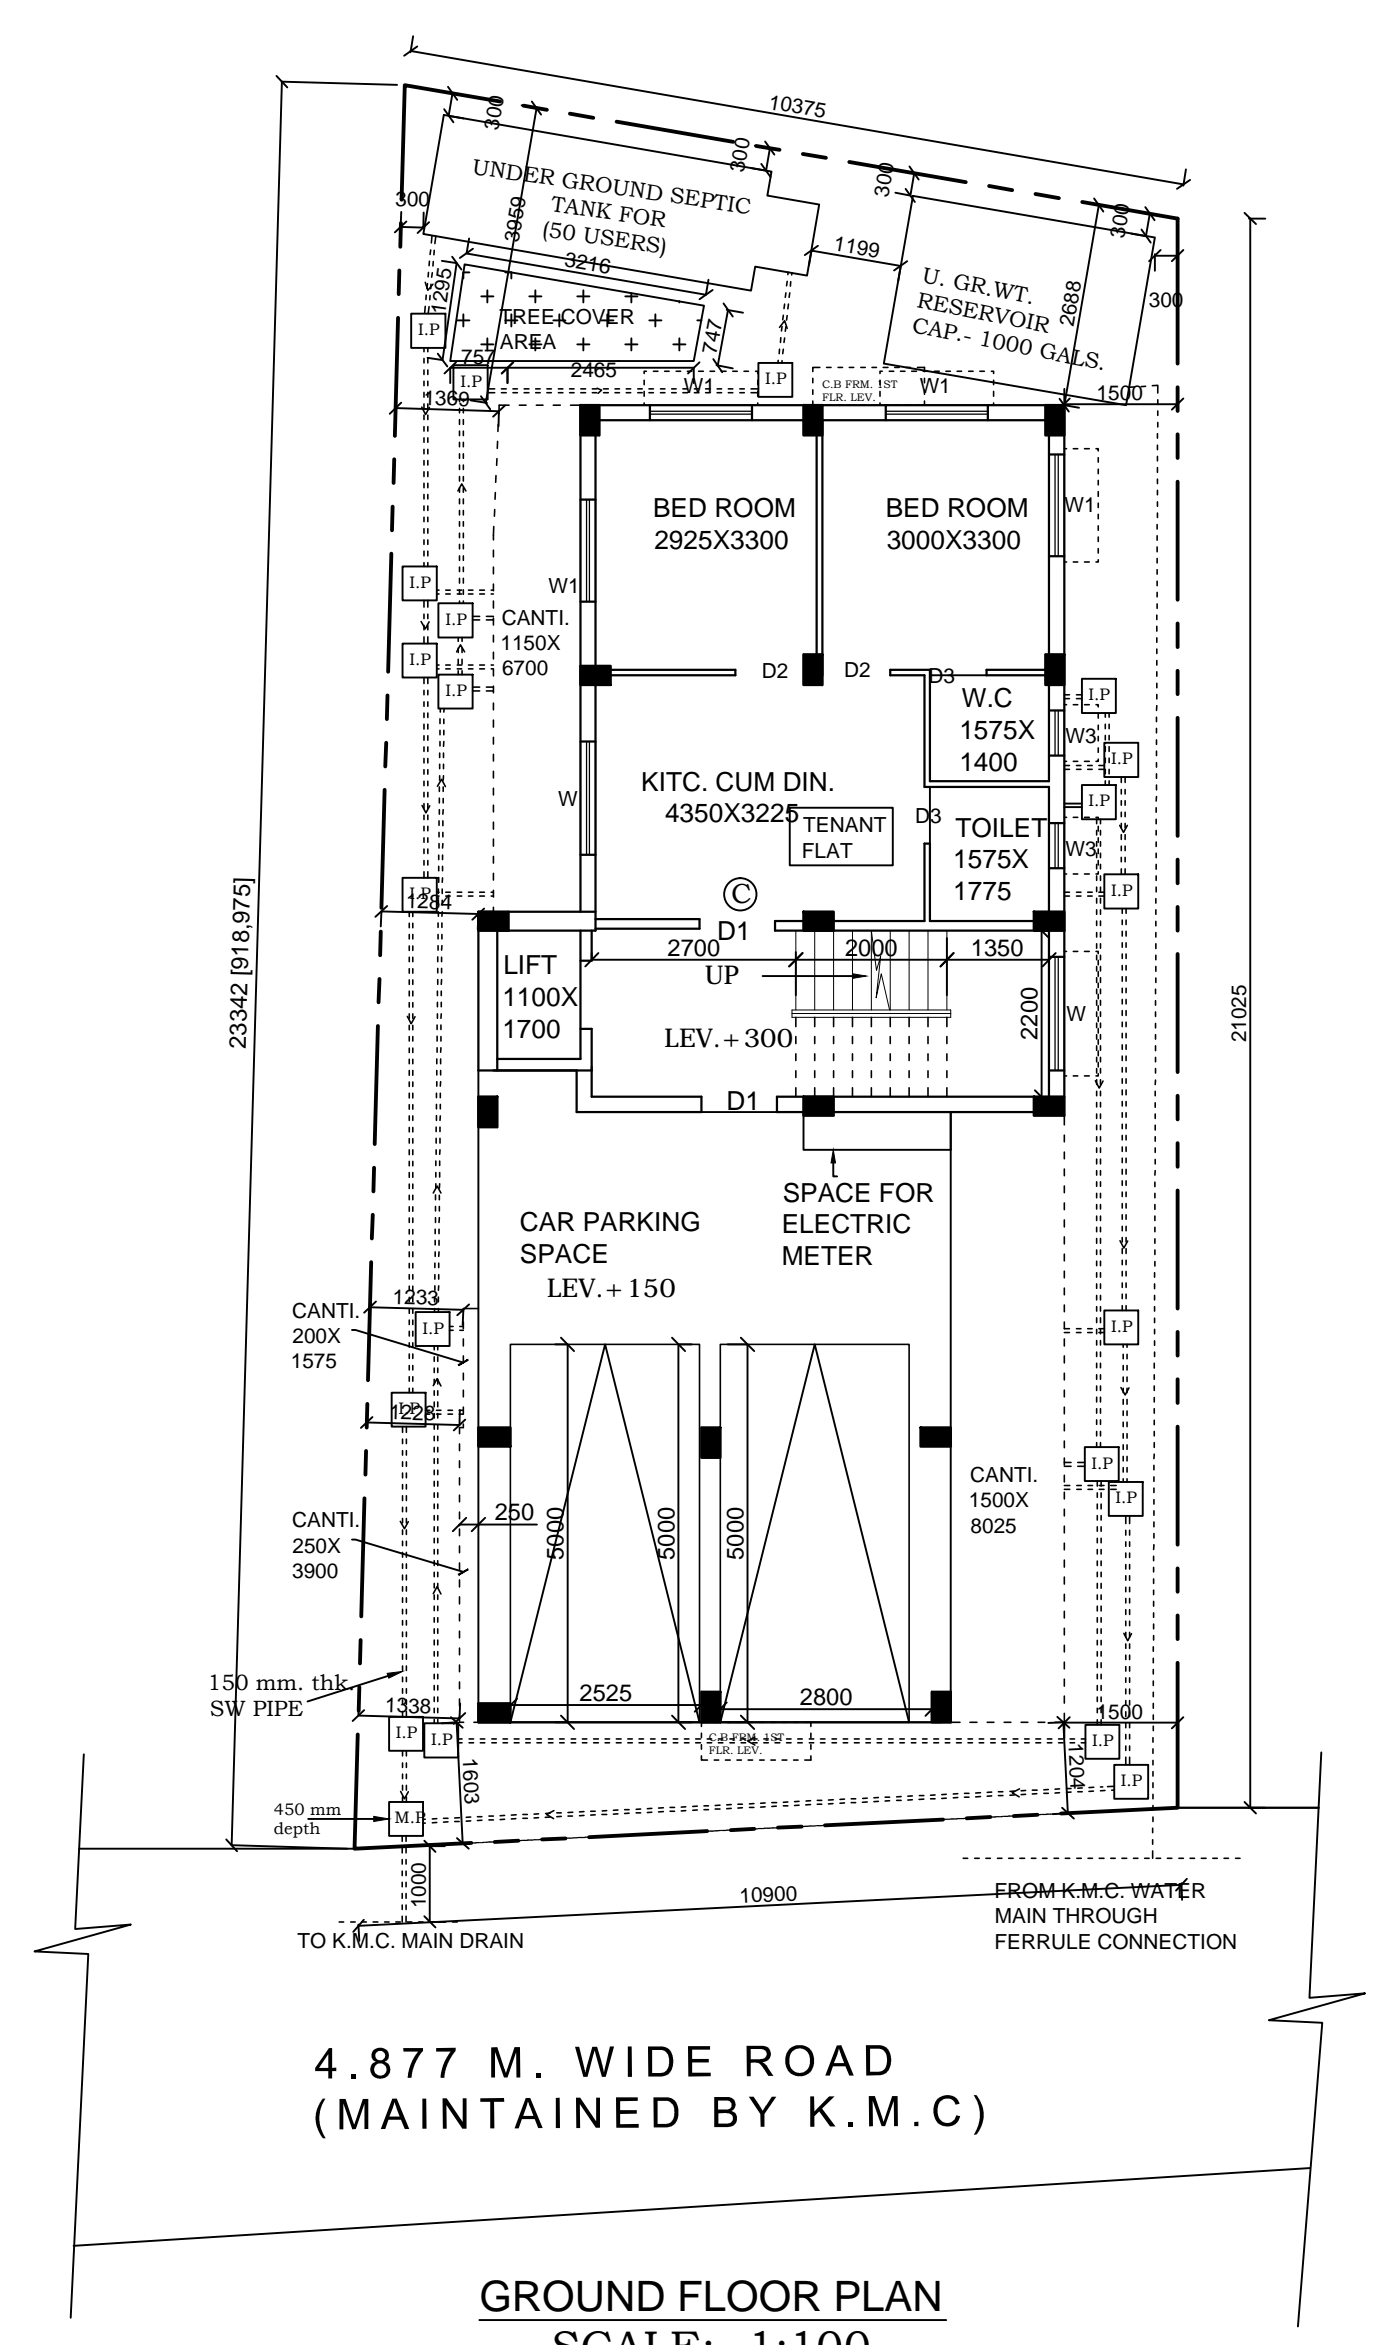 10375
300
300
300
300
300
300
UNDER GROUND SEPTIC
TANK FOR
(50 USERS)
3959
3216
1199
U. GR.WT.
RESERVOIR
CAP.- 1000 GALS.
2688
1295
TREE COVER
AREA
747
757
2465
1369
1500
I.P
I.P
I.P
W1
C.B FRM. 1ST
FLR. LEV.
W1
BED ROOM
2925X3300
BED ROOM
3000X3300
W1
W1
I.P
I.P
I.P
I.P
CANTI.
1150X
6700
D2
D2
D3
W.C
1575X
1400
I.P
W3
I.P
KITC. CUM DIN.
4350X3225
W
TENANT
FLAT
D3
I.P
TOILET
1575X
1775
W3
I.P
I.P
1284
C
D1
23342 [918,975]
21025
LIFT
1100X
1700
2700
2000
1350
UP
2200
W
LEV.+300
D1
SPACE FOR
ELECTRIC
METER
CAR PARKING
SPACE
LEV.+150
1233
CANTI.
200X
1575
I.P
I.P
I.P
1228
CANTI.
250X
3900
250
5000
5000
5000
CANTI.
1500X
8025
I.P
I.P
150 mm. thk.
SW PIPE
1338
2525
2800
1500
I.P
I.P
C.B FRM. 1ST
FLR. LEV.
I.P
1603
1204
I.P
450 mm
depth
M.P
1000
10900
FROM K.M.C. WATER
MAIN THROUGH
FERRULE CONNECTION
TO K.M.C. MAIN DRAIN
4.877 M. WIDE ROAD
(MAINTAINED BY K.M.C)
GROUND FLOOR PLAN
SCALE:- 1:100